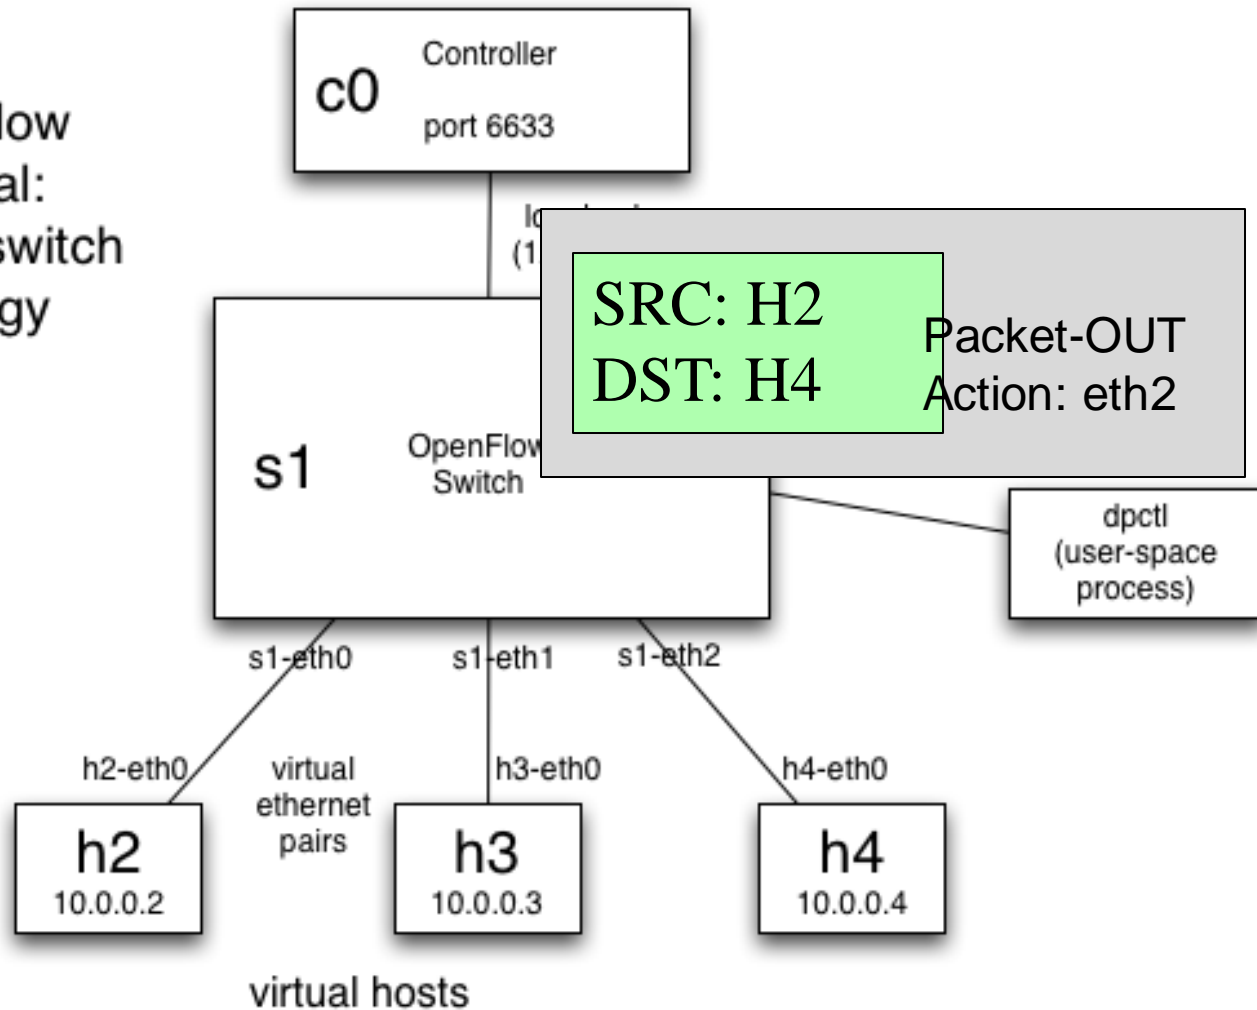 Controller
c0
port 6633
low
al:
switch
gy
(1
SRC: H2
DST: H4
Packet-OUT
Action: eth2
s1
OpenFlow
Switch
dpctl
(user-space
process)
s1-eth0
s1-eth1
s1-eth2
h2-eth0
virtual
ethernet
pairs
h3-eth0
h4-eth0
h2
10.0.0.2
h3
10.0.0.3
h4
10.0.0.4
virtual hosts